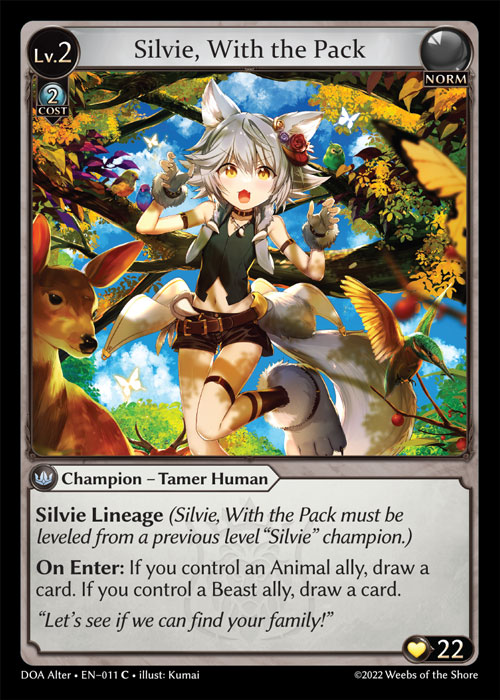 Lv.2
Silvie, With the Pack
NORM
2
COST
Champion – Tamer Human
Silvie Lineage (Silvie, With the Pack must be
leveled from a previous level “Silvie” champion.)
On Enter: If you control an Animal ally, draw a
card. If you control a Beast ally, draw a card.
“Let’s see if we can find your family!”
22
DOA Alter • EN–011 C • illust: Kumai
©2022 Weebs of the Shore